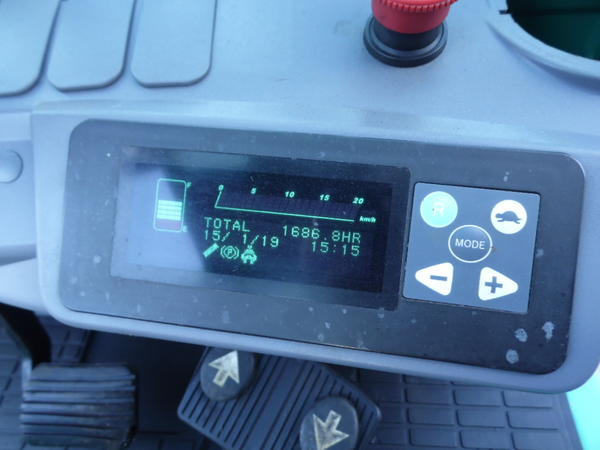 F
0 5 10 15 20
km/h
E
TOTAL 1686.8HR
15/ 1/19 15:15
P
MODE
- +